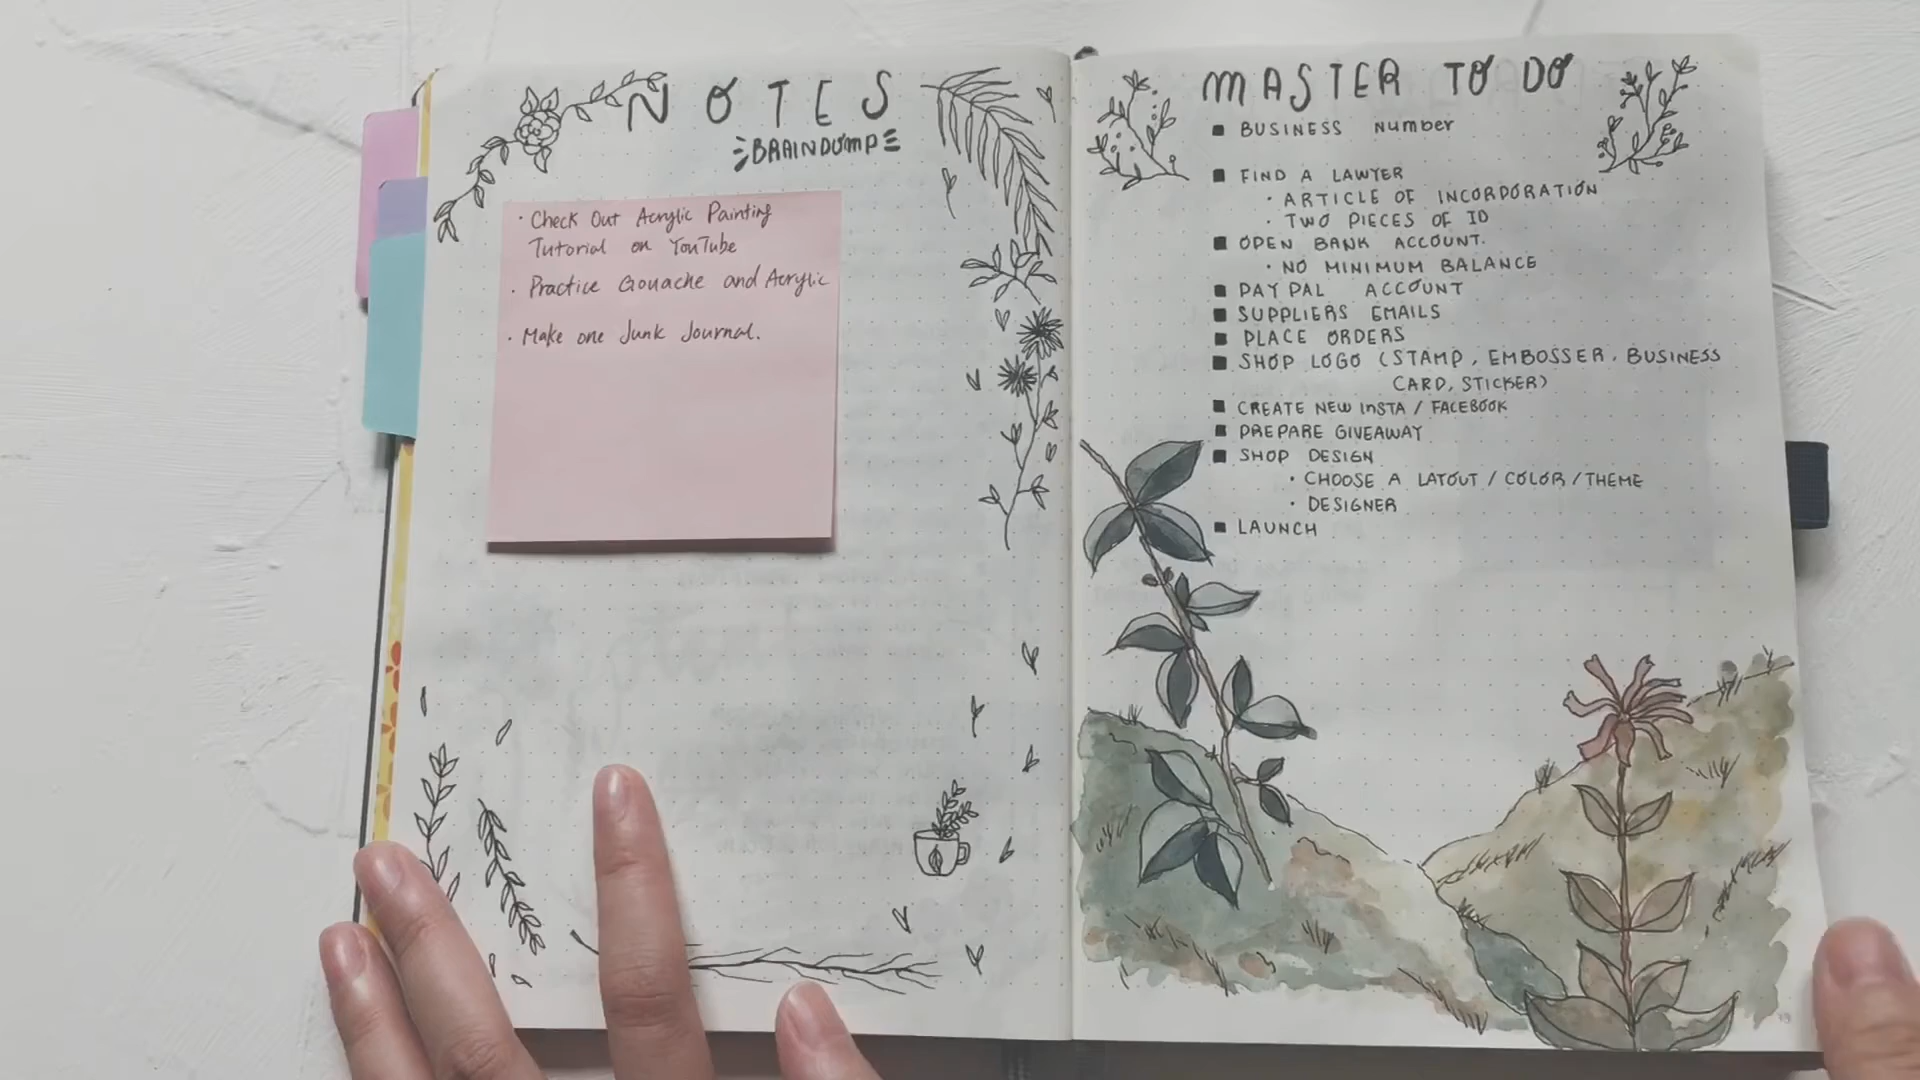 NOTES
BRAINDUMP
· Check Out Acrylic Painting
Tutorial on YouTube
· Practice Gouache and Acrylic
· Make one Junk Journal.
MASTER TO DO
■ BUSINESS Number
■ FIND A LAWYER
· ARTICLE OF INCORPORATION
· TWO PIECES OF ID
■ OPEN BANK ACCOUNT.
· NO MINIMUM BALANCE
■ PAYPAL ACCOUNT
■ SUPPLIERS EMAILS
■ PLACE ORDERS
■ SHOP LOGO (STAMP, EMBOSSER, BUSINESS
CARD, STICKER)
■ CREATE NEW INSTA / FACEBOOK
■ PREPARE GIVEAWAY
■ SHOP DESIGN
· CHOOSE A LAYOUT / COLOR / THEME
· DESIGNER
■ LAUNCH